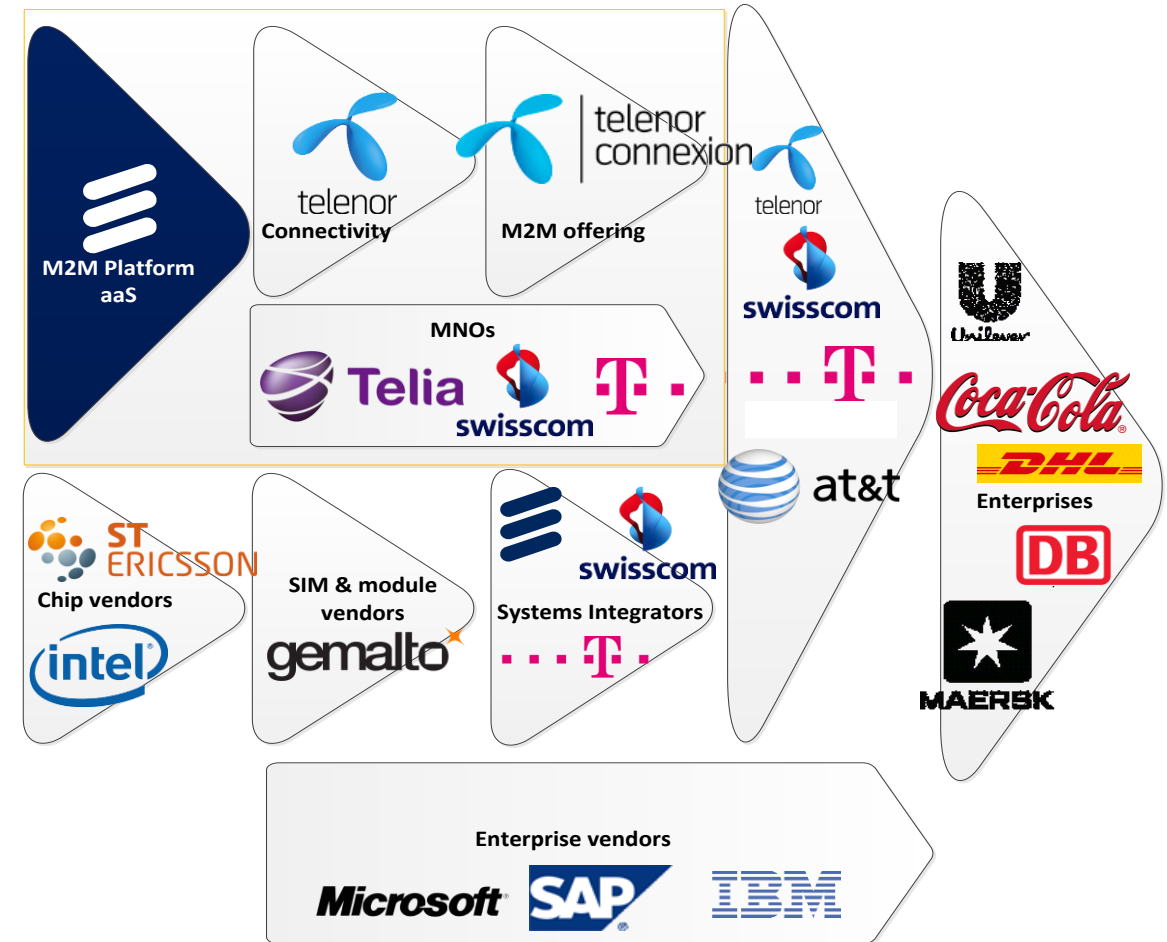 telenor
Connectivity
telenor
connexion
M2M offering
M2M Platform
aaS
MNOs
Telia
swisscom
T
telenor
swisscom
T
at&t
Unilever
Coca-Cola
DHL
Enterprises
DB
MAERSK
ST
ERICSSON
Chip vendors
intel
SIM & module
vendors
gemalto
swisscom
Systems Integrators
T
Enterprise vendors
Microsoft
SAP
IBM